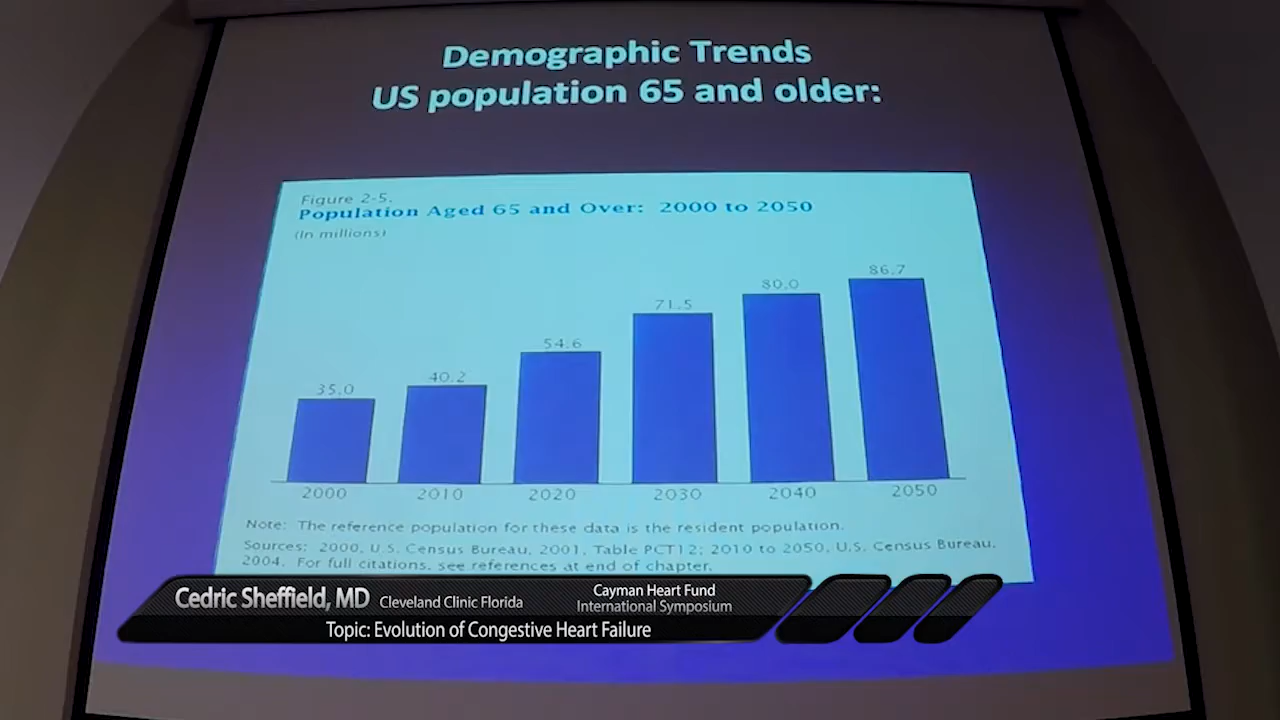 Demographic Trends
US population 65 and older:
Figure 2-5.
Population Aged 65 and Over: 2000 to 2050
(In millions)
35.0
40.2
54.6
71.5
80.0
86.7
2000 2010 2020 2030 2040 2050
Note: The reference population for these data is the resident population.
Sources: 2000, U.S. Census Bureau, 2001, Table PCT12; 2010 to 2050, U.S. Census Bureau,
2004. For full citations, see references at end of chapter.
Cedric Sheffield, MD Cleveland Clinic Florida
Cayman Heart Fund
International Symposium
Topic: Evolution of Congestive Heart Failure